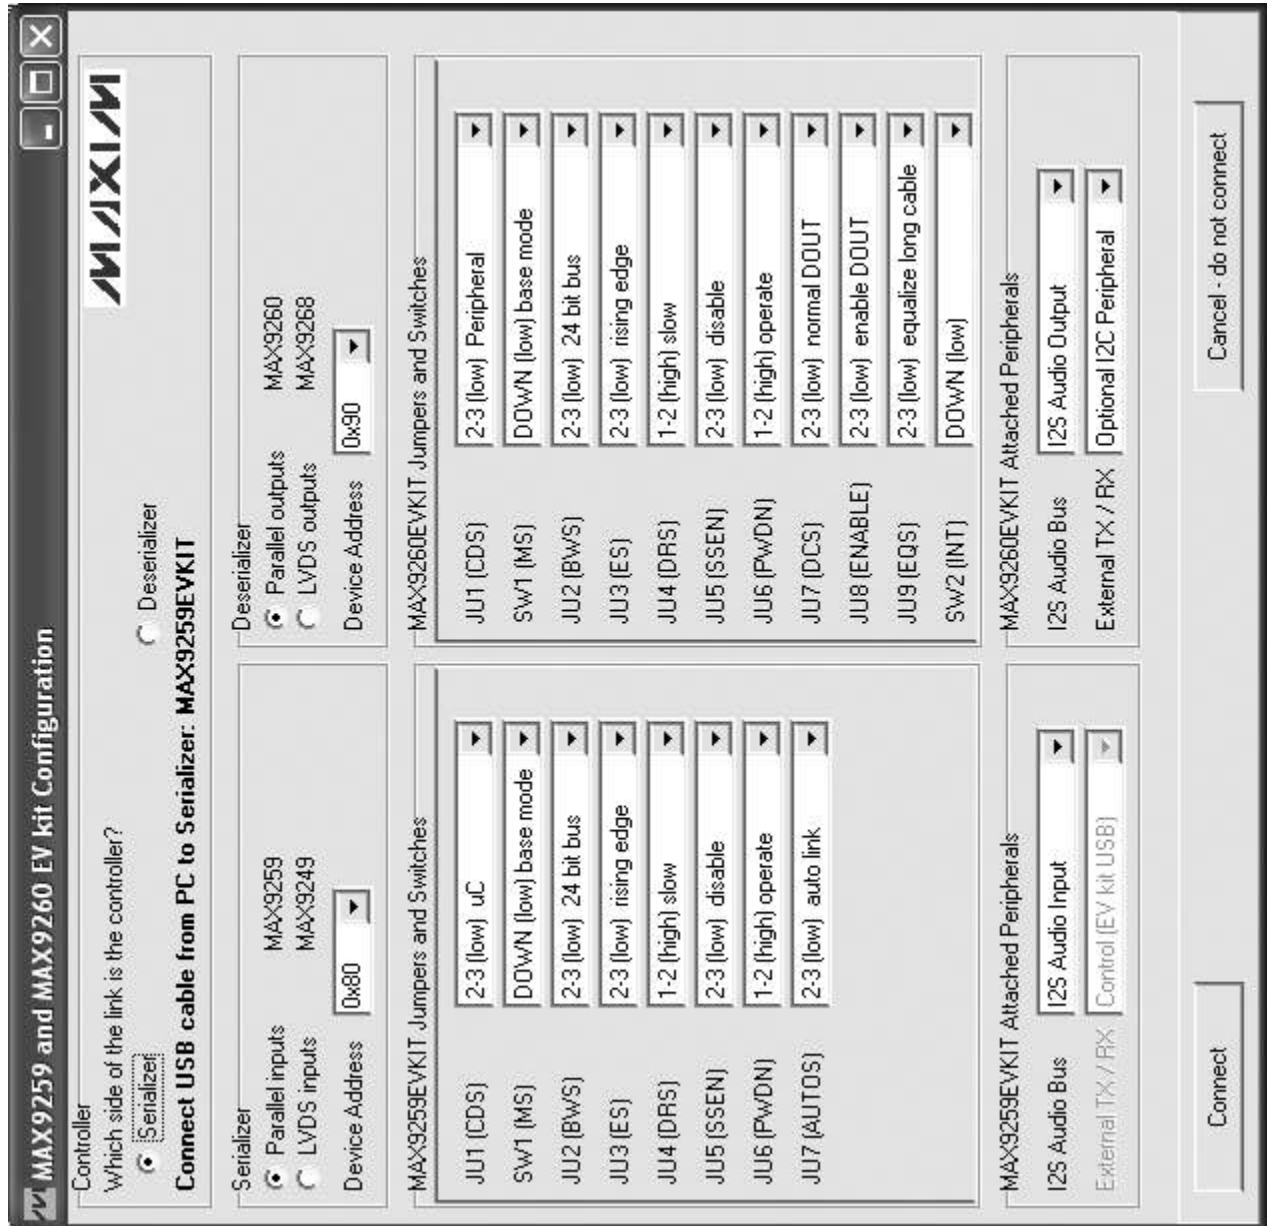 MAX9259 and MAX9260 EV kit Configuration
Controller
Which side of the link is the controller?
Serializer
Deserializer
Connect USB cable from PC to Serializer: MAX9259EVKIT
MAXIM
Serializer
Parallel inputs MAX9259
LVDS inputs MAX9249
Device Address 0x80
MAX9259EVKIT Jumpers and Switches
JU1 (CDS) 2-3 (low) uC
SW1 (MS) DOWN (low) base mode
JU2 (BWS) 2-3 (low) 24 bit bus
JU3 (ES) 2-3 (low) rising edge
JU4 (DRS) 1-2 (high) slow
JU5 (SSEN) 2-3 (low) disable
JU6 (PWDN) 1-2 (high) operate
JU7 (AUTOS) 2-3 (low) auto link
MAX9259EVKIT Attached Peripherals
I2S Audio Bus I2S Audio Input
External TX / RX Control (EV kit USB)
Deserializer
Parallel outputs MAX9260
LVDS outputs MAX9268
Device Address 0x90
MAX9260EVKIT Jumpers and Switches
JU1 (CDS) 2-3 (low) Peripheral
SW1 (MS) DOWN (low) base mode
JU2 (BWS) 2-3 (low) 24 bit bus
JU3 (ES) 2-3 (low) rising edge
JU4 (DRS) 1-2 (high) slow
JU5 (SSEN) 2-3 (low) disable
JU6 (PWDN) 1-2 (high) operate
JU7 (DCS) 2-3 (low) normal DOUT
JU8 (ENABLE) 2-3 (low) enable DOUT
JU9 (EQS) 2-3 (low) equalize long cable
SW2 (INT) DOWN (low)
MAX9260EVKIT Attached Peripherals
I2S Audio Bus I2S Audio Output
External TX / RX Optional I2C Peripheral
Connect
Cancel - do not connect